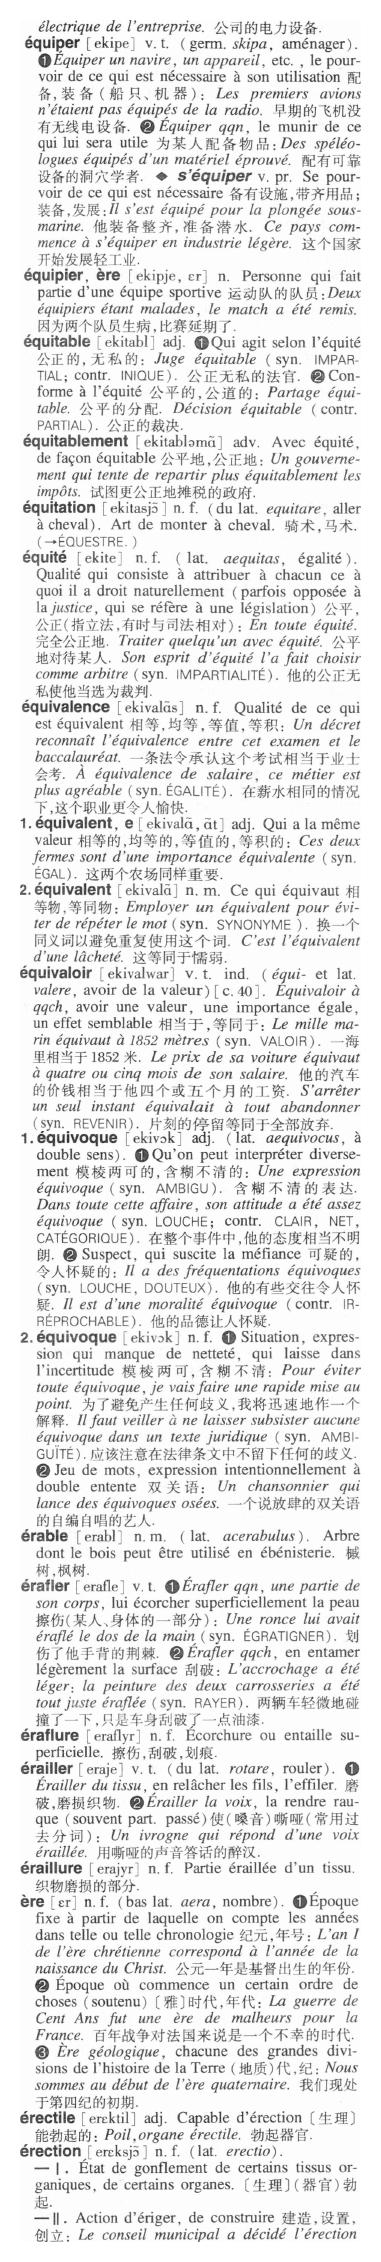 électrique de l'entreprise. 公司的电力设备.
équiper [ekipe] v. t. (germ. skipa, aménager).
❶Équiper un navire, un appareil, etc., le pour-
voir de ce qui est nécessaire à son utilisation 配
备,装备(船只、机器): Les premiers avions
n'étaient pas équipés de la radio. 早期的飞机没
有无线电设备. ❷ Équiper qqn, le munir de ce
qui lui sera utile 为某人配备物品: Des spéléo-
logues équipés d'un matériel éprouvé. 配有可靠
设备的洞穴学者. ◆ s'équiper v. pr. Se pour-
voir de ce qui est nécessaire 备有设施,带齐用品;
装备,发展:Il s'est équipé pour la plongée sous-
marine. 他装备整齐,准备潜水. Ce pays com-
mence à s'équiper en industrie légère. 这个国家
开始发展轻工业.
équipier, ère [ekipje, ɛr] n. Personne qui fait
partie d'une équipe sportive 运动队的队员:Deux
équipiers étant malades, le match a été remis.
因为两个队员生病,比赛延期了.
équitable [ekitabl] adj. ❶Qui agit selon l'équité
公正的,无私的: Juge équitable (syn. IMPAR-
TIAL; contr. INIQUE). 公正无私的法官. ❷ Con-
forme à l'équité 公平的,公道的: Partage équi-
table. 公平的分配. Décision équitable (contr.
PARTIAL). 公正的裁决.
équitablement [ekitabləmɑ̃] adv. Avec équité,
de façon équitable 公平地,公正地: Un gouverne-
ment qui tente de repartir plus équitablement les
impôts. 试图更公正地摊税的政府.
équitation [ekitasjɔ̃] n. f. (du lat. equitare, aller
à cheval). Art de monter à cheval. 骑术,马术.
(→ÉQUESTRE.)
équité [ekite] n. f. (lat. aequitas, égalité).
Qualité qui consiste à attribuer à chacun ce à
quoi il a droit naturellement (parfois opposée à
la justice, qui se réfère à une législation) 公平,
公正(指立法,有时与司法相对): En toute équité.
完全公正地. Traiter quelqu'un avec équité. 公平
地对待某人. Son esprit d'équité l'a fait choisir
comme arbitre (syn. IMPARTIALITÉ). 他的公正无
私使他当选为裁判.
équivalence [ekivalɑ̃s] n. f. Qualité de ce qui
est équivalent 相等,均等,等值,等积: Un décret
reconnaît l'équivalence entre cet examen et le
baccalauréat. 一条法令承认这个考试相当于业士
会考. À équivalence de salaire, ce métier est
plus agréable (syn. ÉGALITÉ). 在薪水相同的情况
下,这个职业更令人愉快.
1. équivalent, e [ekivalɑ̃, ɑ̃t] adj. Qui a la même
valeur 相等的,均等的,等值的,等积的: Ces deux
fermes sont d'une importance équivalente (syn.
ÉGAL). 这两个农场同样重要.
2. équivalent [ekivalɑ̃] n. m. Ce qui équivaut 相
等物,等同物: Employer un équivalent pour évi-
ter de répéter le mot (syn. SYNONYME). 换一个
同义词以避免重复使用这个词. C'est l'équivalent
d'une lâcheté. 这等同于懦弱.
équivaloir [ekivalwar] v. t. ind. (équi- et lat.
valere, avoir de la valeur) [c. 40]. Équivaloir à
qqch, avoir une valeur, une importance égale,
un effet semblable 相当于,等同于: Le mille ma-
rin équivaut à 1852 mètres (syn. VALOIR). 一海
里相当于 1852 米. Le prix de sa voiture équivaut
à quatre ou cinq mois de son salaire. 他的汽车
的价钱相当于他四个或五个月的工资. S'arrêter
un seul instant équivalait à tout abandonner
(syn. REVENIR). 片刻的停留等同于全部放弃.
1. équivoque [ekivɔk] adj. (lat. aequivocus, à
double sens). ❶ Qu'on peut interpréter diverse-
ment 模棱两可的,含糊不清的: Une expression
équivoque (syn. AMBIGU). 含糊不清的表达.
Dans toute cette affaire, son attitude a été assez
équivoque (syn. LOUCHE; contr. CLAIR, NET,
CATÉGORIQUE). 在整个事件中,他的态度相当不明
朗. ❷ Suspect, qui suscite la méfiance 可疑的,
令人怀疑的: Il a des fréquentations équivoques
(syn. LOUCHE, DOUTEUX). 他的有些交往令人怀
疑. Il est d'une moralité équivoque (contr. IR-
RÉPROCHABLE). 他的品德让人怀疑.
2. équivoque [ekivɔk] n. f. ❶ Situation, expres-
sion qui manque de netteté, qui laisse dans
l'incertitude 模棱两可,含糊不清: Pour éviter
toute équivoque, je vais faire une rapide mise au
point. 为了避免产生任何歧义,我将迅速地作一个
解释. Il faut veiller à ne laisser subsister aucune
équivoque dans un texte juridique (syn. AMBI-
GUÏTÉ). 应该注意在法律条文中不留下任何的歧义.
❷ Jeu de mots, expression intentionnellement à
double entente 双关语: Un chansonnier qui
lance des équivoques osées. 一个说放肆的双关语
的自编自唱的艺人.
érable [erabl] n. m. (lat. acerabulus). Arbre
dont le bois peut être utilisé en ébénisterie. 槭
树,枫树.
érafler [erafle] v. t. ❶Érafler qqn, une partie de
son corps, lui écorcher superficiellement la peau
擦伤(某人、身体的一部分): Une ronce lui avait
éraflé le dos de la main (syn. ÉGRATIGNER). 划
伤了他手背的荆棘. ❷ Érafler qqch, en entamer
légèrement la surface 刮破: L'accrochage a été
léger: la peinture des deux carrosseries a été
tout juste éraflée (syn. RAYER). 两辆车轻微地碰
撞了一下,只是车身刮破了一点油漆.
éraflure [eraflyr] n. f. Écorchure ou entaille su-
perficielle. 擦伤,刮破,划痕.
érailler [eraje] v. t. (du lat. rotare, rouler). ❶
Érailler du tissu, en relâcher les fils, l'effiler. 磨
破,磨损织物. ❷Érailler la voix, la rendre rau-
que (souvent part. passé)使(嗓音)嘶哑(常用过
去分词): Un ivrogne qui répond d'une voix
éraillée. 用嘶哑的声音答话的醉汉.
éraillure [erajyr] n. f. Partie éraillée d'un tissu.
织物磨损的部分.
ère [ɛr] n. f. (bas lat. aera, nombre). ❶Époque
fixe à partir de laquelle on compte les années
dans telle ou telle chronologie 纪元,年号: L'an I
de l'ère chrétienne correspond à l'année de la
naissance du Christ. 公元一年是基督出生的年份.
❷ Époque où commence un certain ordre de
choses (soutenu) [雅]时代,年代: La guerre de
Cent Ans fut une ère de malheurs pour la
France. 百年战争对法国来说是一个不幸的时代.
❸ Ère géologique, chacune des grandes divi-
sions de l'histoire de la Terre (地质)代,纪: Nous
sommes au début de l'ère quaternaire. 我们现处
于第四纪的初期.
érectile [erɛktil] adj. Capable d'érection 〔生理〕
能勃起的: Poil,organe érectile. 勃起器官.
érection [erɛksjɔ̃] n. f. (lat. erectio).
— I. État de gonflement de certains tissus or-
ganiques, de certains organes. 〔生理〕(器官)勃
起.
— II. Action d'ériger, de construire 建造,设置,
创立: Le conseil municipal a décidé l'érection